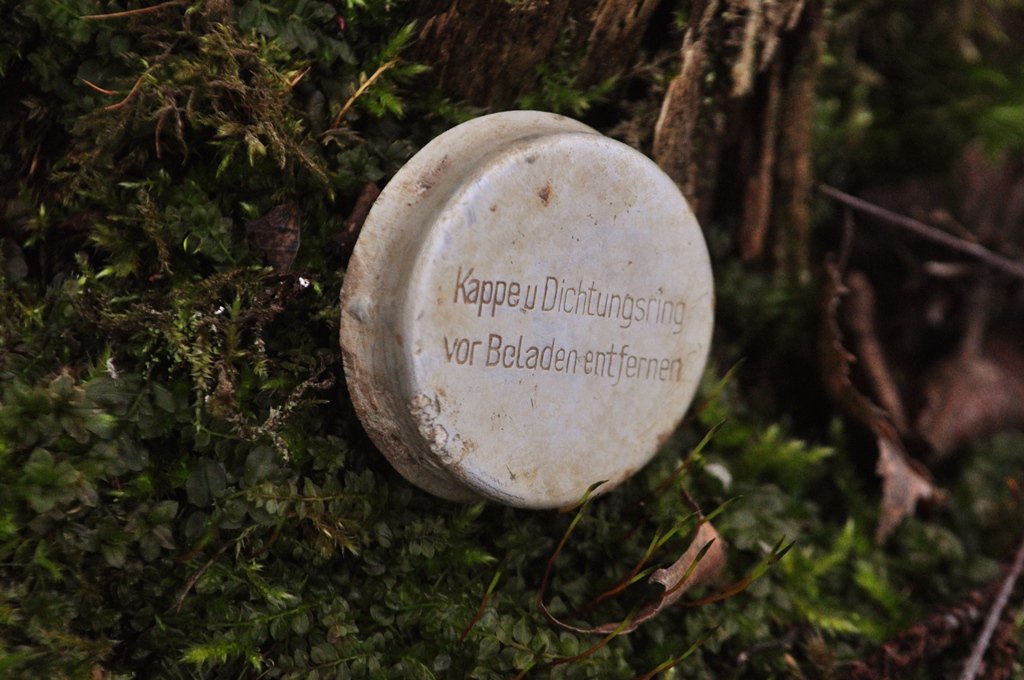 Kappe u Dichtungsring
vor Beladen entfernen